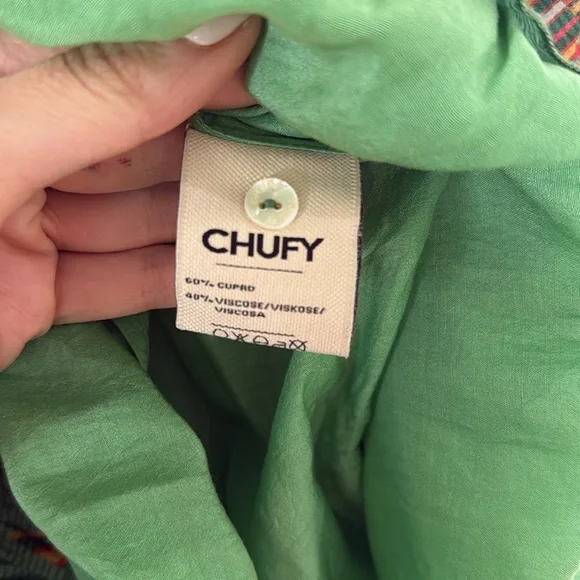 CHUFY
60% CUPRO
40% VISCOSE/VISKOSE/
VISCOSA